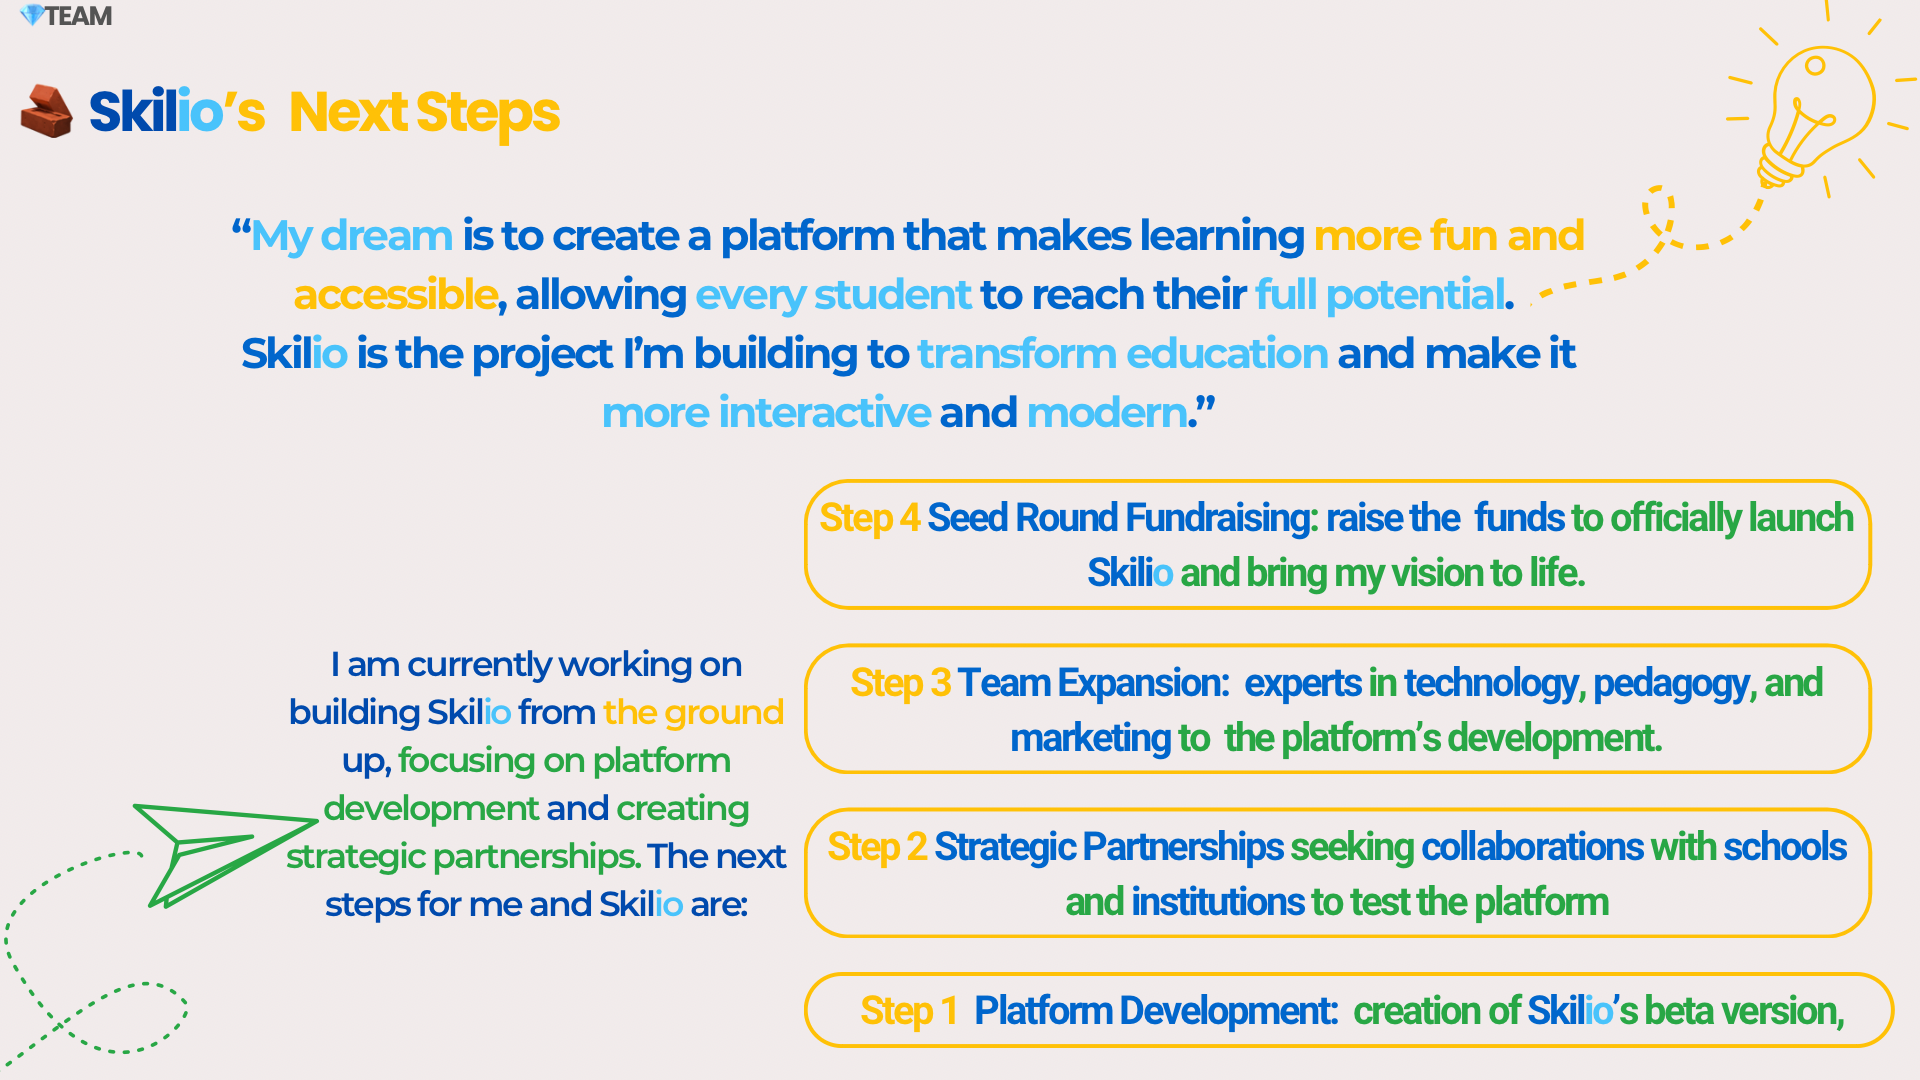 💎TEAM
🧱 Skilio’s Next Steps
“My dream is to create a platform that makes learning more fun and
accessible, allowing every student to reach their full potential.
Skilio is the project I’m building to transform education and make it
more interactive and modern.”
I am currently working on
building Skilio from the ground
up, focusing on platform
development and creating
strategic partnerships. The next
steps for me and Skilio are:
Step 4 Seed Round Fundraising: raise the funds to officially launch
Skilio and bring my vision to life.
Step 3 Team Expansion: experts in technology, pedagogy, and
marketing to the platform’s development.
Step 2 Strategic Partnerships seeking collaborations with schools
and institutions to test the platform
Step 1 Platform Development: creation of Skilio’s beta version,